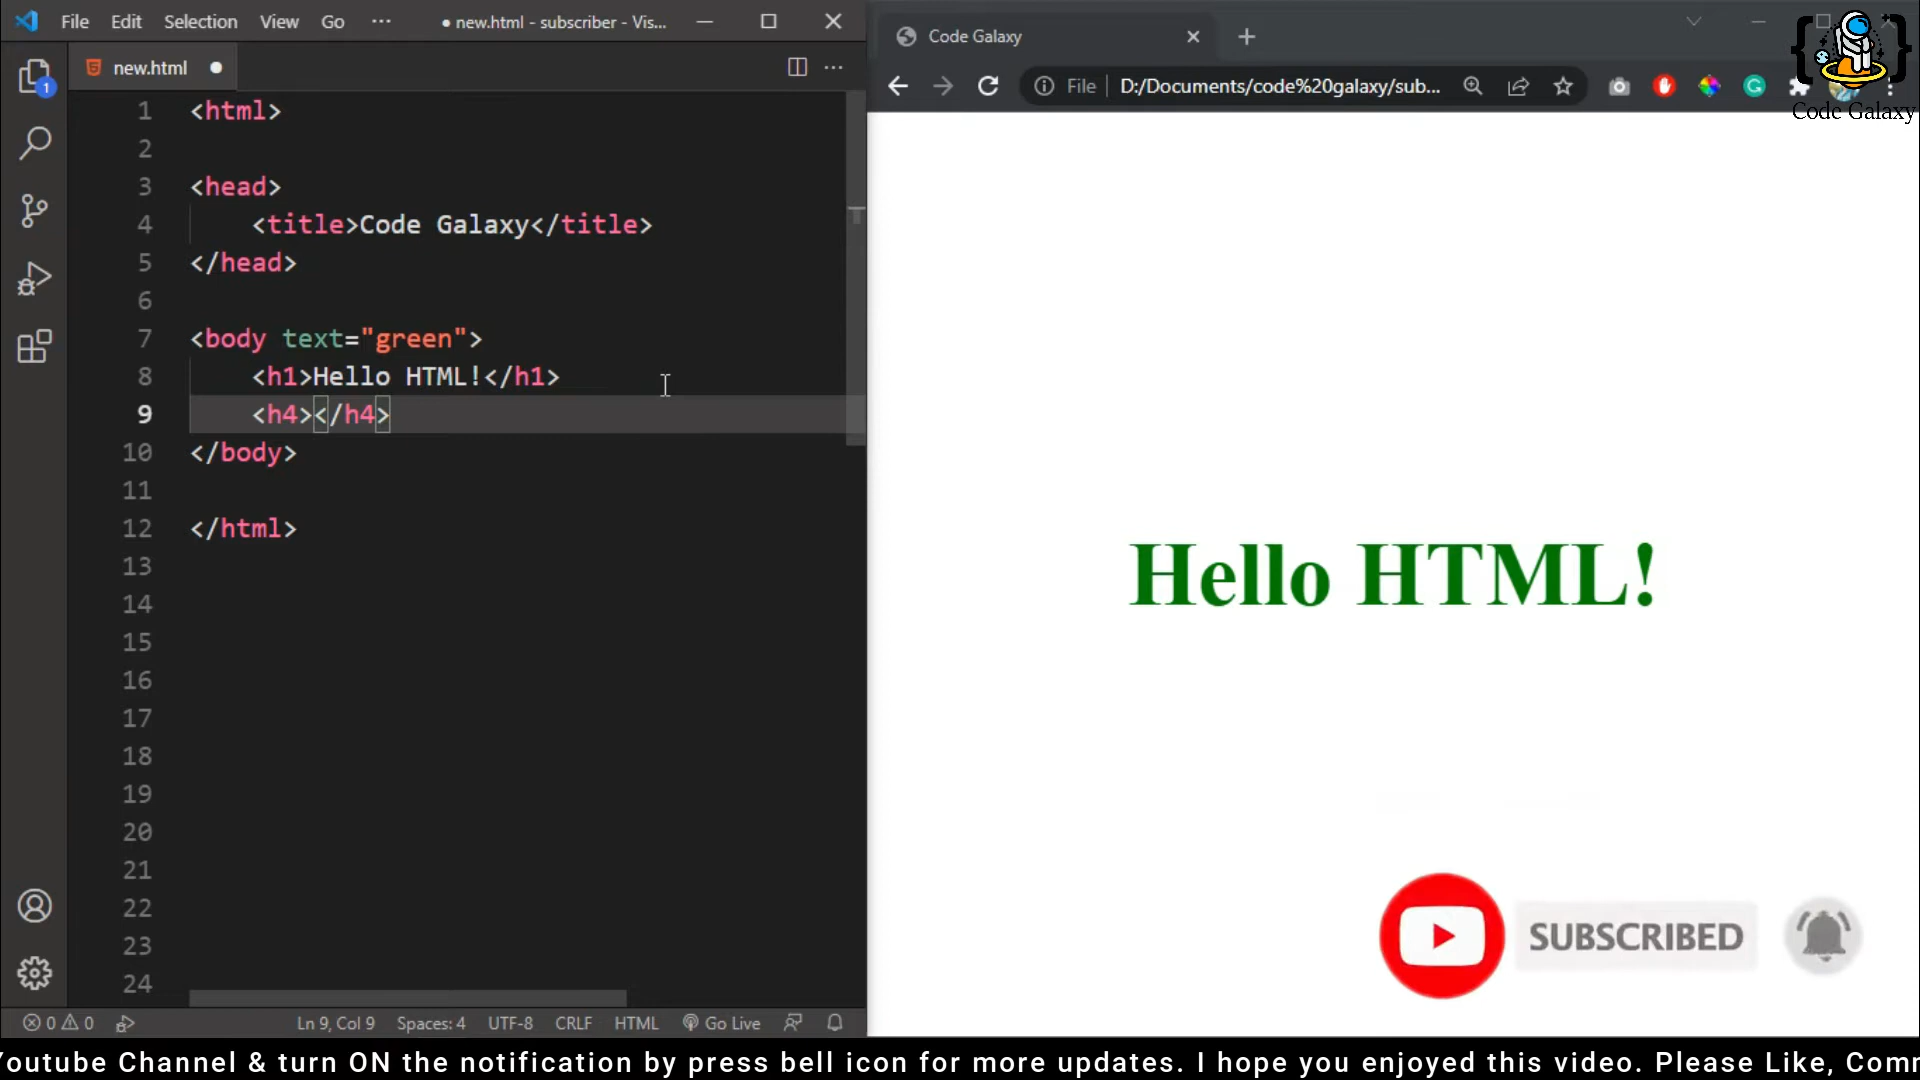 File Edit Selection View Go ··· ● new.html - subscriber - Vis...
1
new.html
1 <html>
2
3 <head>
4 <title>Code Galaxy</title>
5 </head>
6
7 <body text="green">
8 <h1>Hello HTML!</h1>
9 <h4></h4>
10 </body>
11
12 </html>
13
14
15
16
17
18
19
20
21
22
23
24
0 0 Ln 9, Col 9 Spaces: 4 UTF-8 CRLF HTML Go Live
Code Galaxy
File D:/Documents/code%20galaxy/sub...
Code Galaxy
Hello HTML!
SUBSCRIBED
Youtube Channel & turn ON the notification by press bell icon for more updates. I hope you enjoyed this video. Please Like, Comm